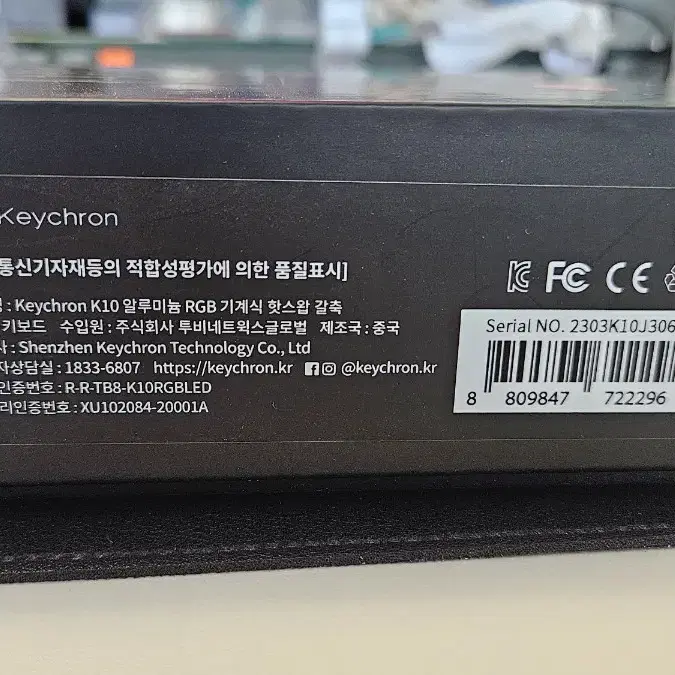 Keychron
통신기자재등의 적합성평가에 의한 품질표시]
: Keychron K10 알루미늄 RGB 기계식 핫스왑 갈축
키보드 수입원 : 주식회사 투비네트웍스글로벌 제조국 : 중국
: Shenzhen Keychron Technology Co., Ltd
자상담실 : 1833-6807 https://keychron.kr @keychron.kr
인증번호 : R-R-TB8-K10RGBLED
리인증번호 : XU102084-20001A
FC CE
Serial NO. 2303K10J306
8 809847 722296